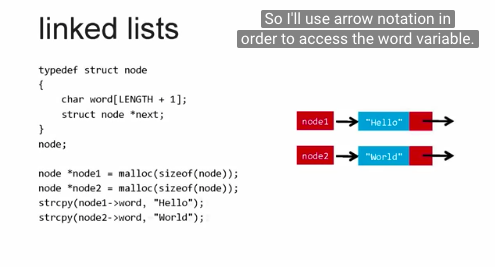 linked lists
So I'll use arrow notation in
order to access the word variable.
typedef struct node
{
    char word[LENGTH + 1];
    struct node *next;
}
node;
node *node1 = malloc(sizeof(node));
node *node2 = malloc(sizeof(node));
strcpy(node1->word, "Hello");
strcpy(node2->word, "World");
node1 "Hello"
node2 "World"